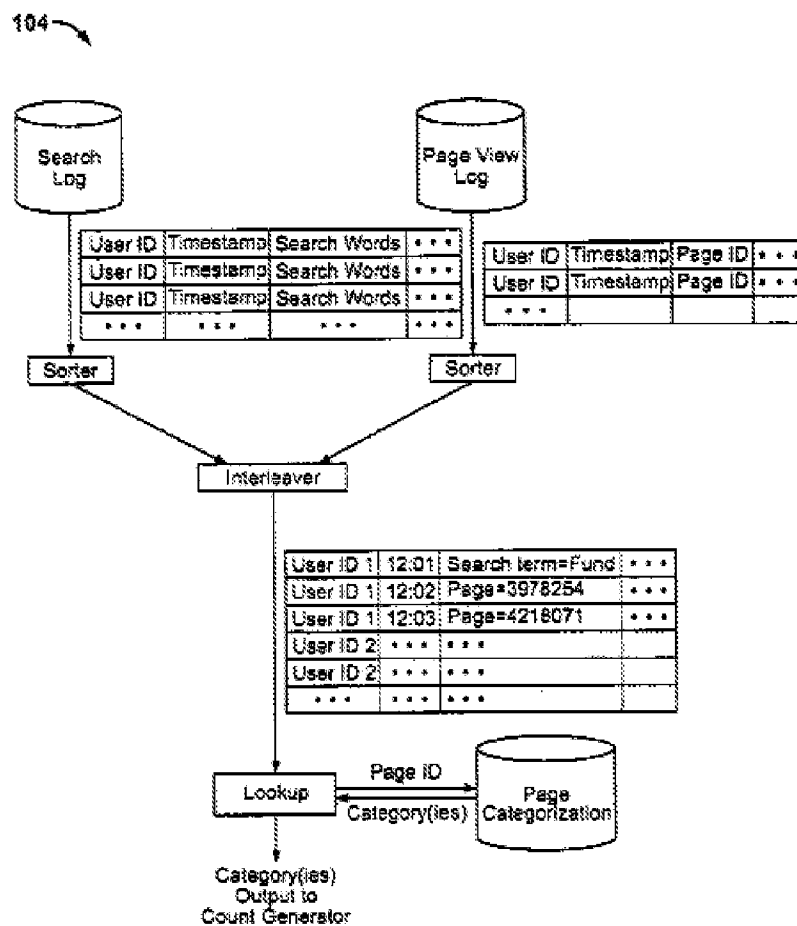 104
Search
Log
Page View
Log
User ID Timestamp Search Words • • •
User ID Timestamp Search Words • • •
User ID Timestamp Search Words • • •
• • • • • • • • • • • •
User ID Timestamp Page ID • • •
User ID Timestamp Page ID • • •
• • •
Sorter
Sorter
Interleaver
User ID 1 12:01 Search term=Fund • • •
User ID 1 12:02 Page=3978254 • • •
User ID 1 12:03 Page=4218071 • • •
User ID 2 • • • • • •
User ID 2 • • • • • •
• • • • • • • • •
Lookup
Page ID
Category(ies)
Page
Categorization
Category(ies)
Output to
Count Generator